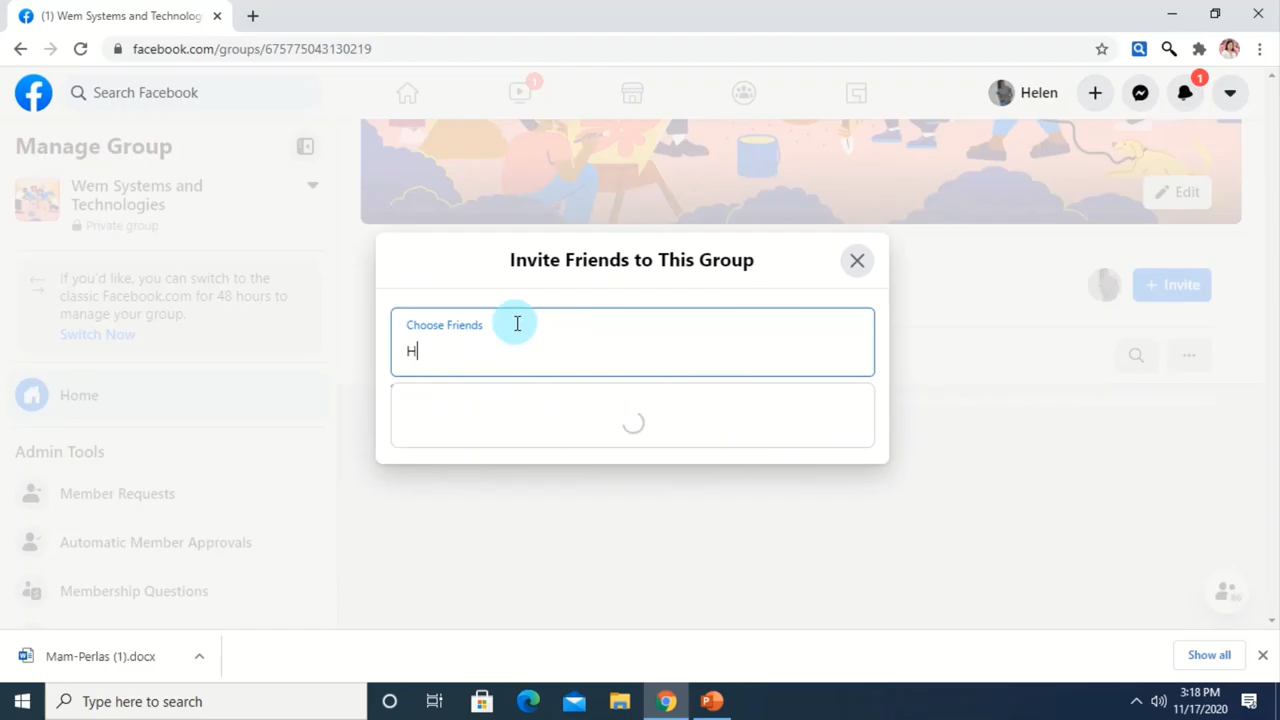 (1) Wem Systems and Technolog
facebook.com/groups/675775043130219
Search Facebook
1
Helen
1
Manage Group
Wem Systems and
Technologies
Private group
Edit
If you'd like, you can switch to the
classic Facebook.com for 48 hours to
manage your group.
Switch Now
Invite Friends to This Group
+ Invite
Choose Friends
H
Home
Admin Tools
Member Requests
Automatic Member Approvals
Membership Questions
Mam-Perlas (1).docx
Show all
Type here to search
3:18 PM
11/17/2020